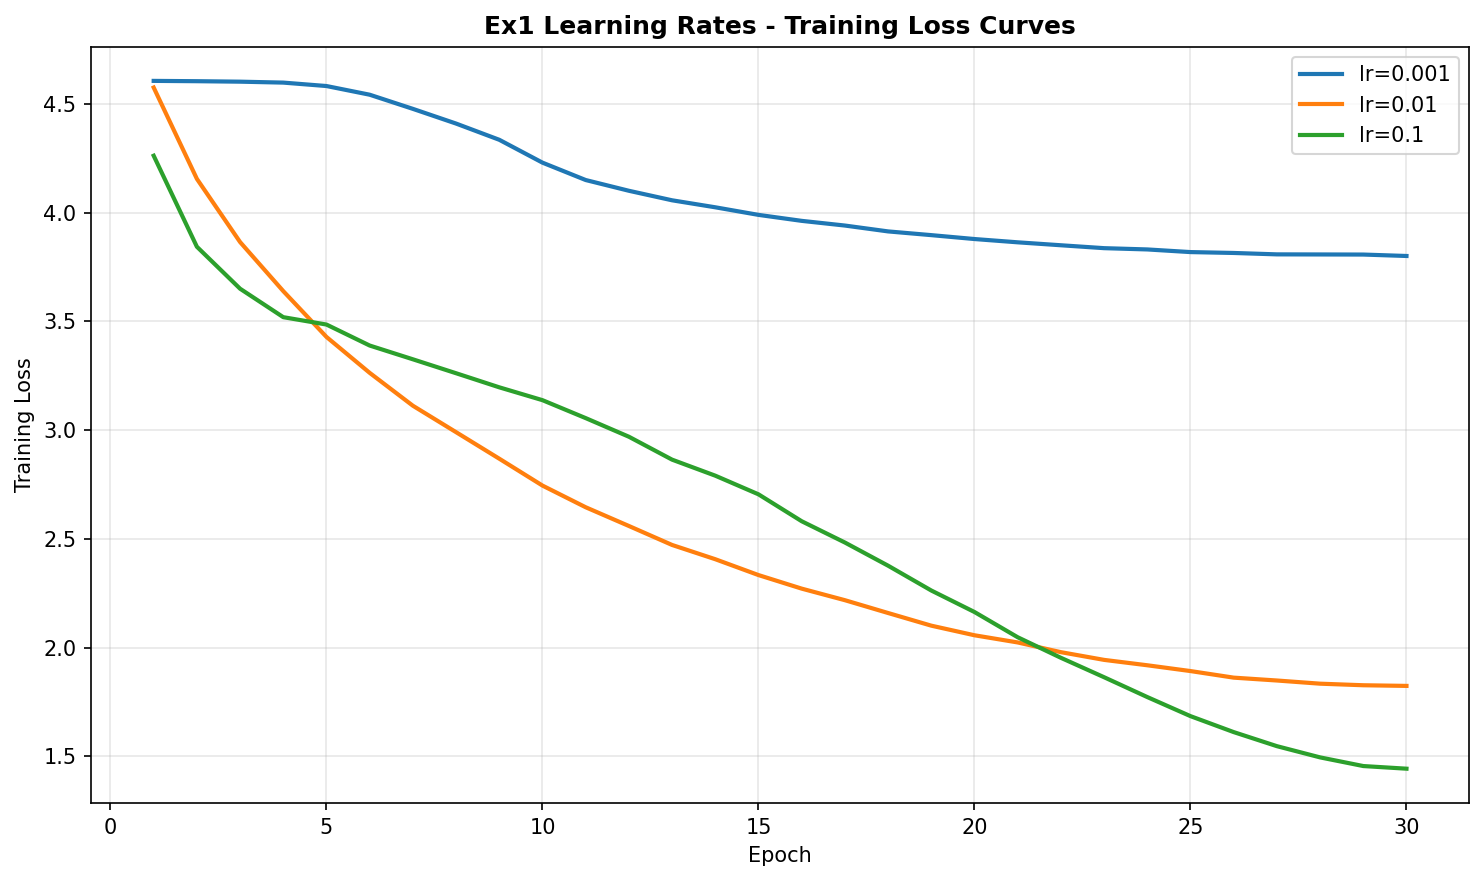 Ex1 Learning Rates - Training Loss Curves
lr=0.001
lr=0.01
lr=0.1
Training Loss
4.5
4.0
3.5
3.0
2.5
2.0
1.5
0 5 10 15 20 25 30
Epoch